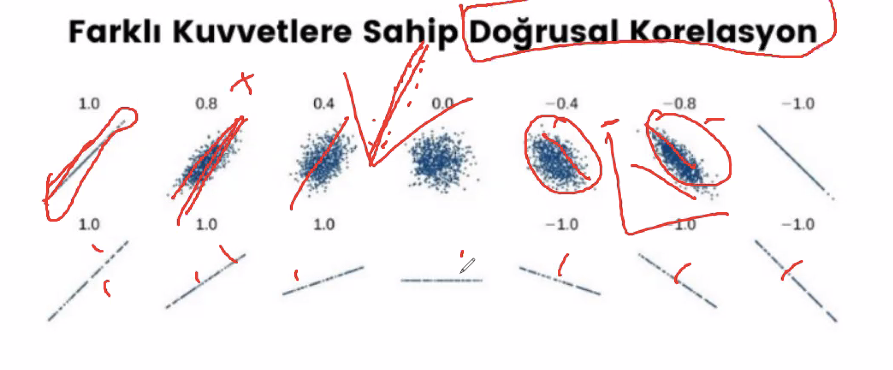 Farklı Kuvvetlere Sahip Doğrusal Korelasyon
1.0 0.8 0.4 0.0 −0.4 −0.8 −1.0
1.0 1.0 1.0 −1.0 −1.0 −1.0